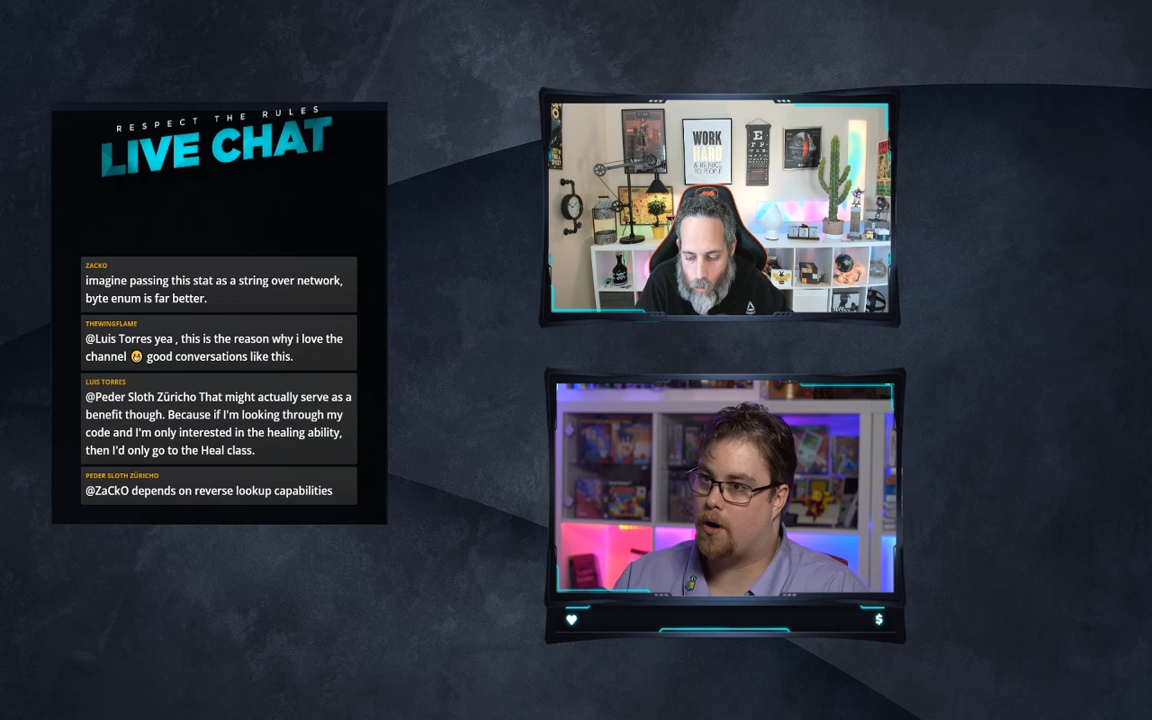 RESPECT THE RULES
LIVE CHAT
ZACKO
imagine passing this stat as a string over network,
byte enum is far better.
THEWINGFLAME
@Luis Torres yea , this is the reason why i love the
channel 😀 good conversations like this.
LUIS TORRES
@Peder Sloth Züricho That might actually serve as a
benefit though. Because if I'm looking through my
code and I'm only interested in the healing ability,
then I'd only go to the Heal class.
PEDER SLOTH ZÜRICHO
@ZaCkO depends on reverse lookup capabilities
WORK
HARD
& BE NICE
TO PEOPLE
E
$